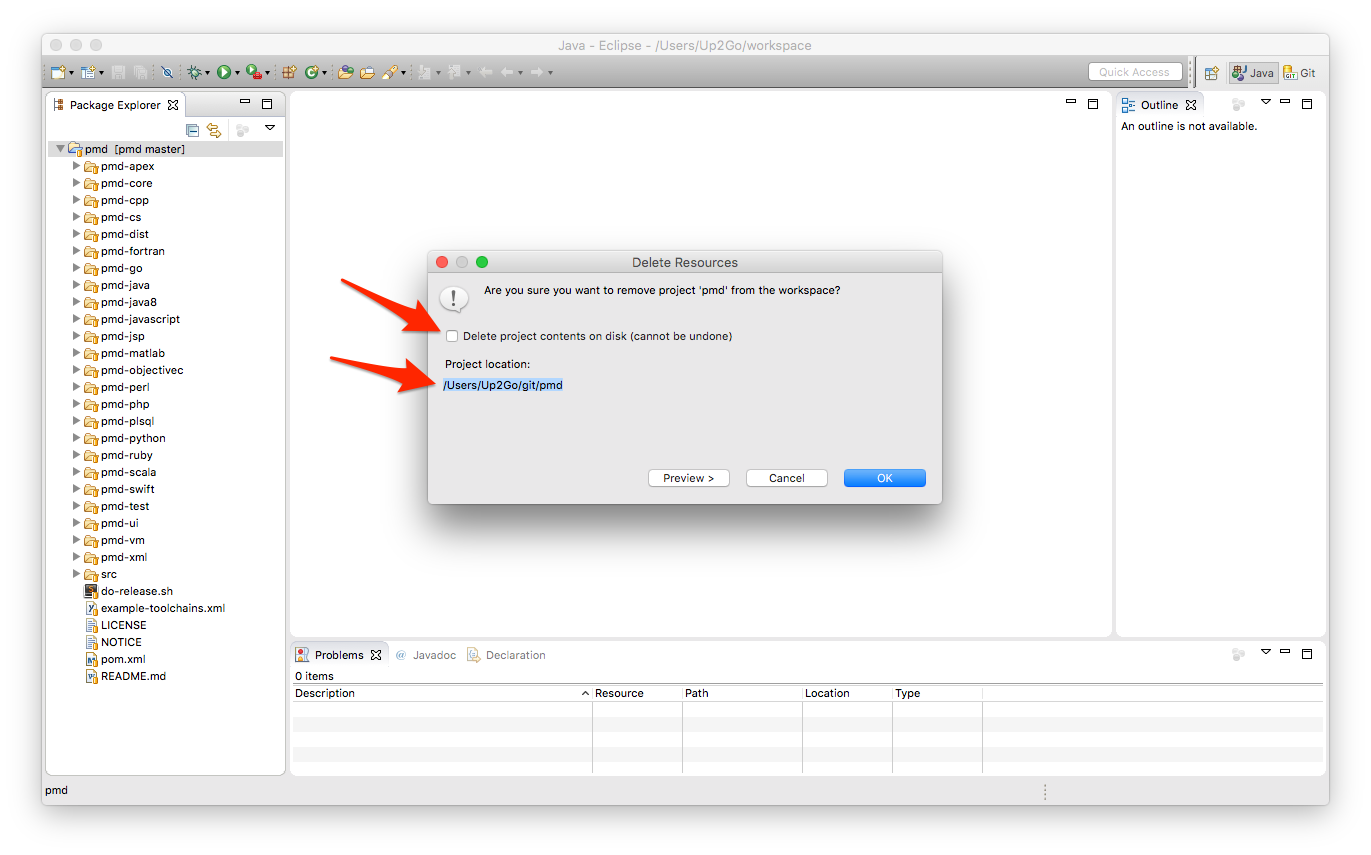 Java - Eclipse - /Users/Up2Go/workspace
Quick Access
Java
Git
Package Explorer
pmd [pmd master]
pmd-apex
pmd-core
pmd-cpp
pmd-cs
pmd-dist
pmd-fortran
pmd-go
pmd-java
pmd-java8
pmd-javascript
pmd-jsp
pmd-matlab
pmd-objectivec
pmd-perl
pmd-php
pmd-plsql
pmd-python
pmd-ruby
pmd-scala
pmd-swift
pmd-test
pmd-ui
pmd-vm
pmd-xml
src
do-release.sh
example-toolchains.xml
LICENSE
NOTICE
pom.xml
README.md
Outline
An outline is not available.
Delete Resources
Are you sure you want to remove project 'pmd' from the workspace?
Delete project contents on disk (cannot be undone)
Project location:
/Users/Up2Go/git/pmd
Preview >
Cancel
OK
Problems
@ Javadoc
Declaration
0 items
Description
Resource
Path
Location
Type
pmd